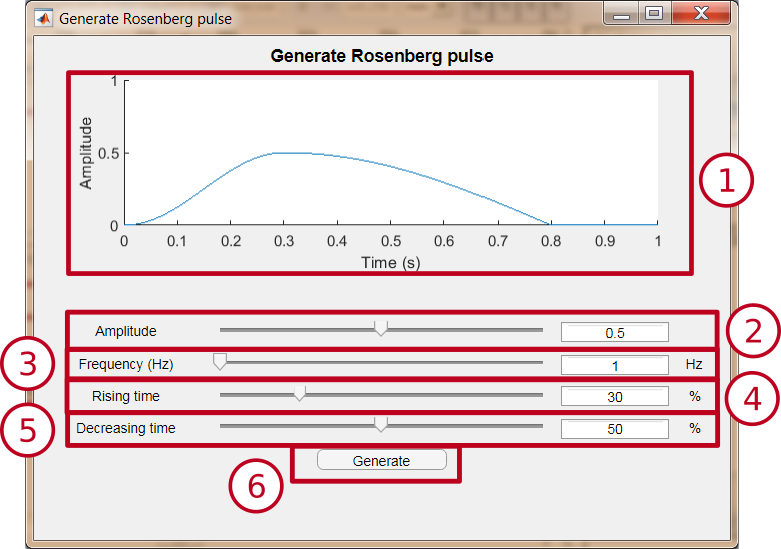 Generate Rosenberg pulse
Generate Rosenberg pulse
1
0.5
0
Amplitude
0 0.1 0.2 0.3 0.4 0.5 0.6 0.7 0.8 0.9 1
Time (s)
1
Amplitude 0.5
2
3
Frequency (Hz) 1 Hz
Rising time 30 %
4
5
Decreasing time 50 %
Generate
6